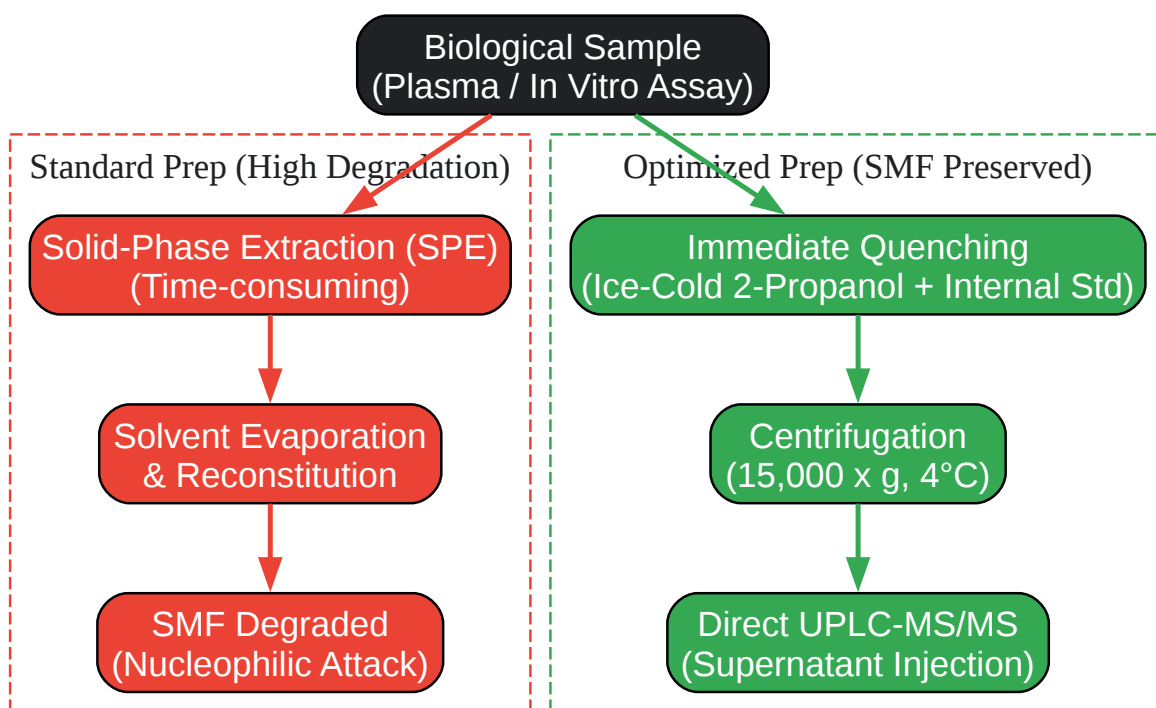 Biological Sample
(Plasma / In Vitro Assay)
Standard Prep (High Degradation)
Solid-Phase Extraction (SPE)
(Time-consuming)
Solvent Evaporation
& Reconstitution
SMF Degraded
(Nucleophilic Attack)
Optimized Prep (SMF Preserved)
Immediate Quenching
(Ice-Cold 2-Propanol + Internal Std)
Centrifugation
(15,000 x g, 4°C)
Direct UPLC-MS/MS
(Supernatant Injection)